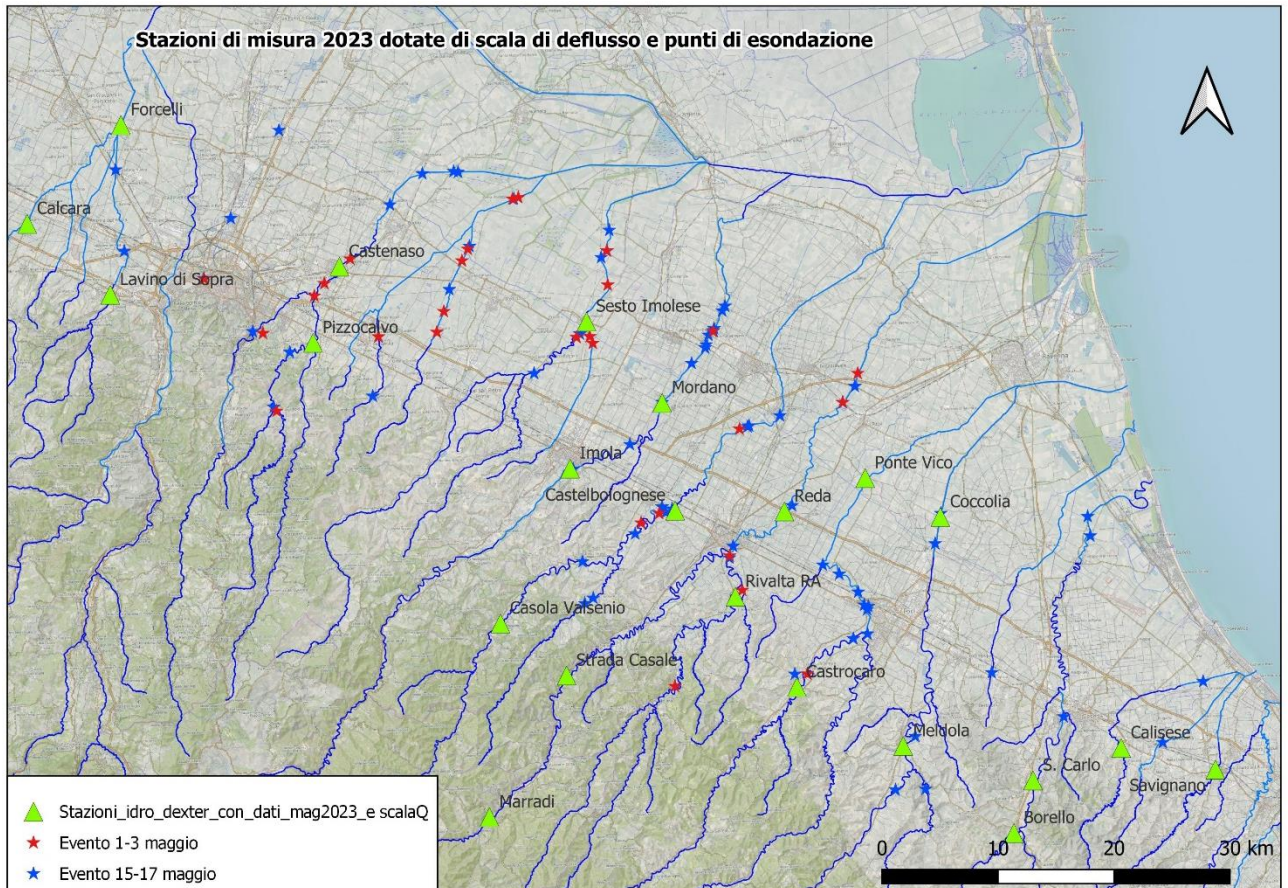 Stazioni di misura 2023 dotate di scala di deflusso e punti di esondazione
Forcelli
Calcara
Castenaso
Lavino di Sopra
Pizzocalvo
Sesto Imolese
Mordano
Imola
Castelbolognese
Reda
Ponte Vico
Coccolia
Rivalta RA
Casola Valsenio
Strada Casale
Castrocaro
Meldola
Calisese
S. Carlo
Savignano
Marradi
Borello
Stazioni_idro_dexter_con_dati_mag2023_e scalaQ
Evento 1-3 maggio
Evento 15-17 maggio
0 10 20 30 km